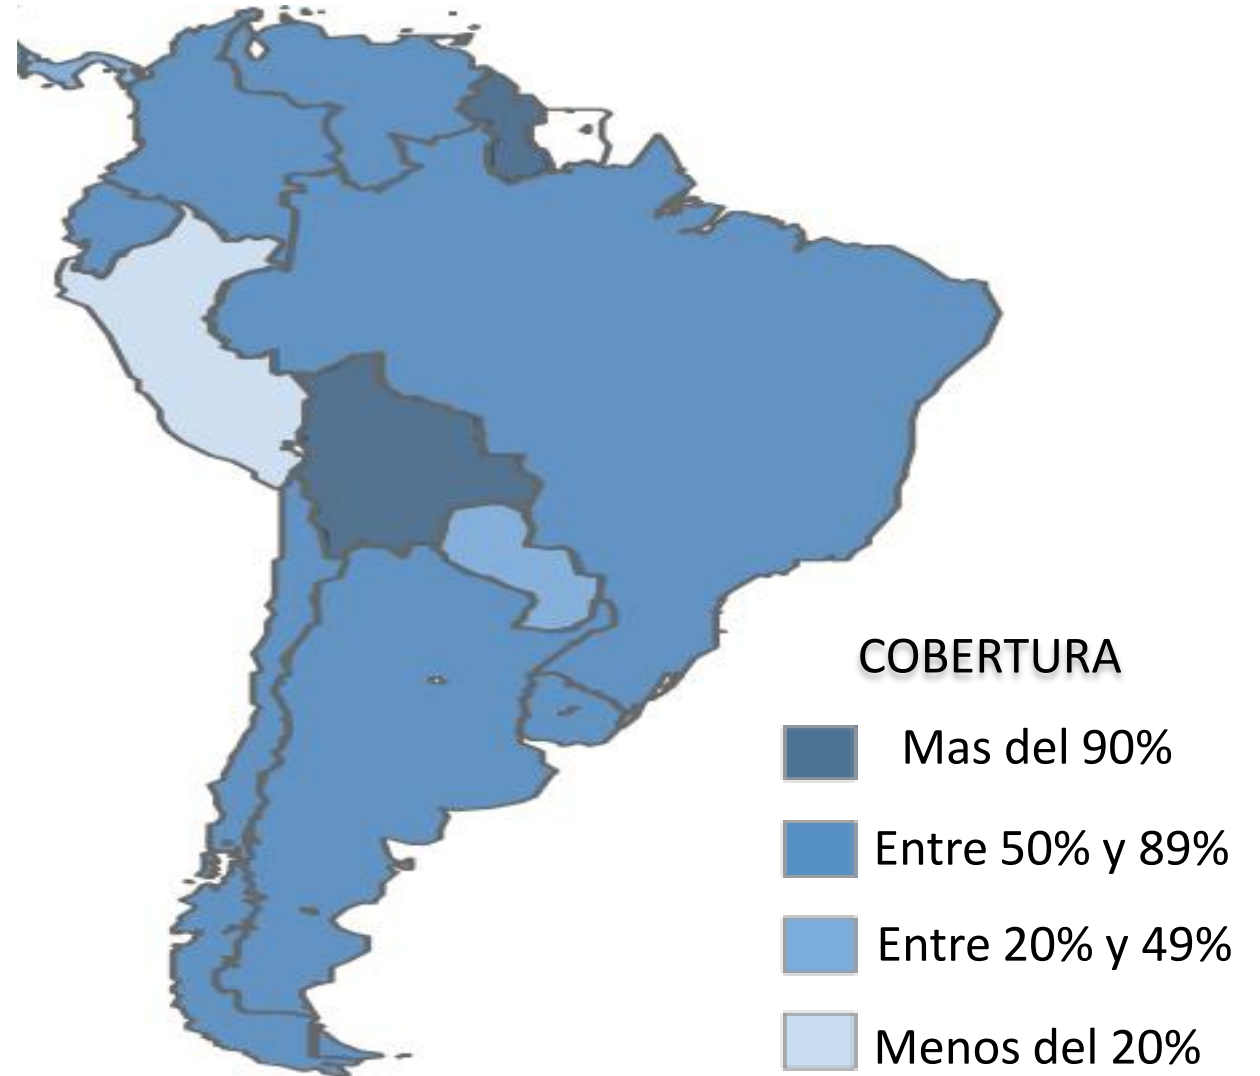 COBERTURA
Mas del 90%
Entre 50% y 89%
Entre 20% y 49%
Menos del 20%